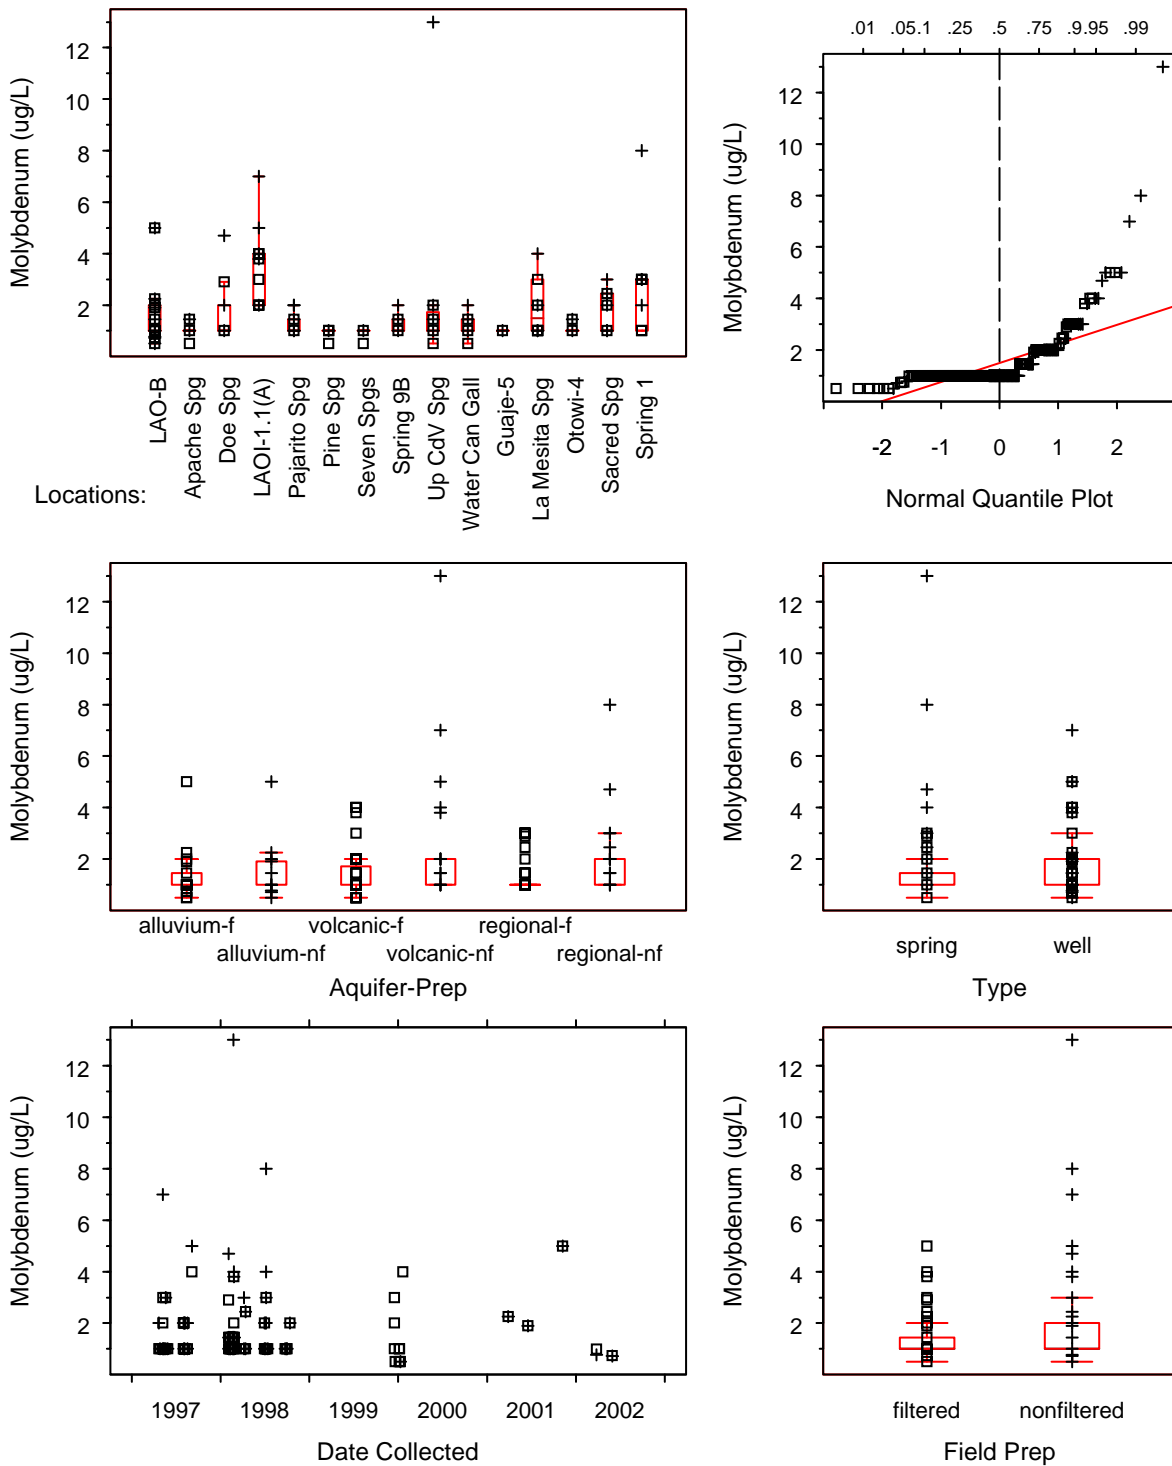 Molybdenum (ug/L)
12
10
8
6
4
2
Locations:
LAO-B
Apache Spg
Doe Spg
LAOI-1.1(A)
Pajarito Spg
Pine Spg
Seven Spgs
Spring 9B
Up CdV Spg
Water Can Gall
Guaje-5
La Mesita Spg
Otowi-4
Sacred Spg
Spring 1
.01 .05 .1 .25 .5 .75 .9 .95 .99
Molybdenum (ug/L)
12
10
8
6
4
2
-2 -1 0 1 2
Normal Quantile Plot
Molybdenum (ug/L)
12
10
8
6
4
2
alluvium-f volcanic-f regional-f
alluvium-nf volcanic-nf regional-nf
Aquifer-Prep
Molybdenum (ug/L)
12
10
8
6
4
2
spring well
Type
Molybdenum (ug/L)
12
10
8
6
4
2
1997 1998 1999 2000 2001 2002
Date Collected
Molybdenum (ug/L)
12
10
8
6
4
2
filtered nonfiltered
Field Prep